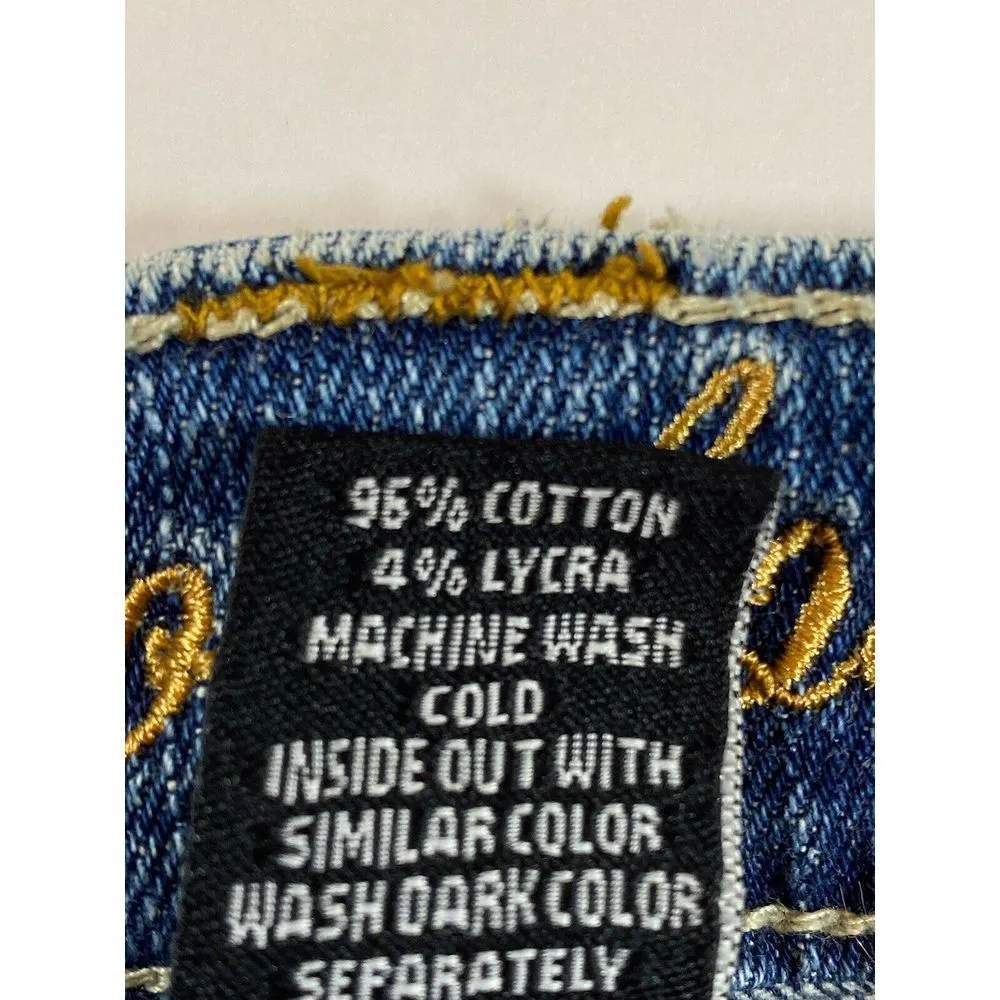 96% COTTON
4% LYCRA
MACHINE WASH
COLD
INSIDE OUT WITH
SIMILAR COLOR
WASH DARK COLOR
SEPARATELY